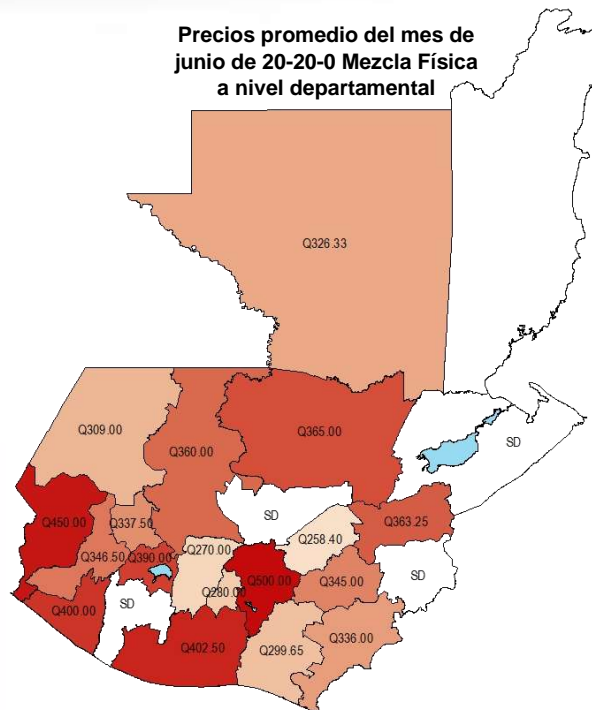 Precios promedio del mes de
junio de 20-20-0 Mezcla Física
a nivel departamental
Q326.33
Q309.00
Q360.00
Q365.00
SD
Q450.00
Q337.50
SD
Q363.25
Q258.40
Q346.50
Q390.00
Q270.00
SD
Q280.00
Q500.00
Q345.00
Q400.00
SD
Q336.00
Q402.50
Q299.65